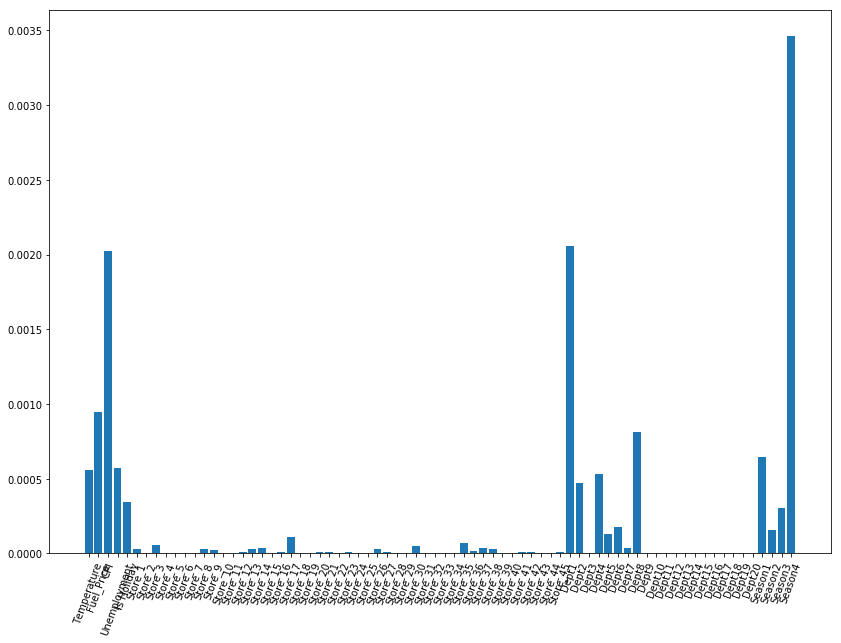 0.0035
0.0030
0.0025
0.0020
0.0015
0.0010
0.0005
0.0000
Temperature
Fuel_Price
CPI
Unemployment
Store_1
Store_2
Store_3
Store_4
Store_5
Store_6
Store_7
Store_8
Store_9
Store_10
Store_11
Store_12
Store_13
Store_14
Store_15
Store_16
Store_17
Store_18
Store_19
Store_20
Store_21
Store_22
Store_23
Store_24
Store_25
Store_26
Store_27
Store_28
Store_29
Store_30
Store_31
Store_32
Store_33
Store_34
Store_35
Store_36
Store_37
Store_38
Store_39
Store_40
Store_41
Store_42
Store_43
Store_44
Store_45
Dept1
Dept2
Dept3
Dept4
Dept5
Dept6
Dept7
Dept8
Dept9
Dept10
Dept11
Dept12
Dept13
Dept14
Dept15
Dept16
Dept17
Dept18
Dept19
Dept20
Season1
Season2
Season3
Season4